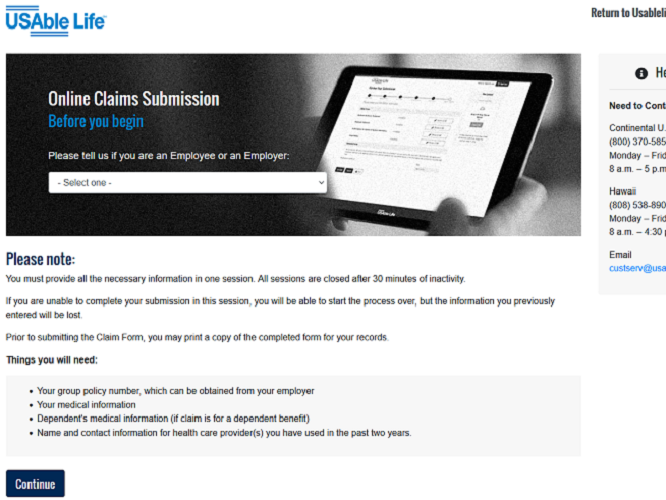 USAble Life
Return to Usableli
Online Claims Submission
Before you begin
Please tell us if you are an Employee or an Employer:
- Select one -
He
Need to Cont
Continental U.
(800) 370-585
Monday – Frid
8 a.m. – 5 p.m
Hawaii
(808) 538-890
Monday – Frid
8 a.m. – 4:30 p
Email
custserv@usa
Please note:
You must provide all the necessary information in one session. All sessions are closed after 30 minutes of inactivity.
If you are unable to complete your submission in this session, you will be able to start the process over, but the information you previously
entered will be lost.
Prior to submitting the Claim Form, you may print a copy of the completed form for your records.
Things you will need:
• Your group policy number, which can be obtained from your employer
• Your medical information
• Dependent's medical information (if claim is for a dependent benefit)
• Name and contact information for health care provider(s) you have used in the past two years.
Continue